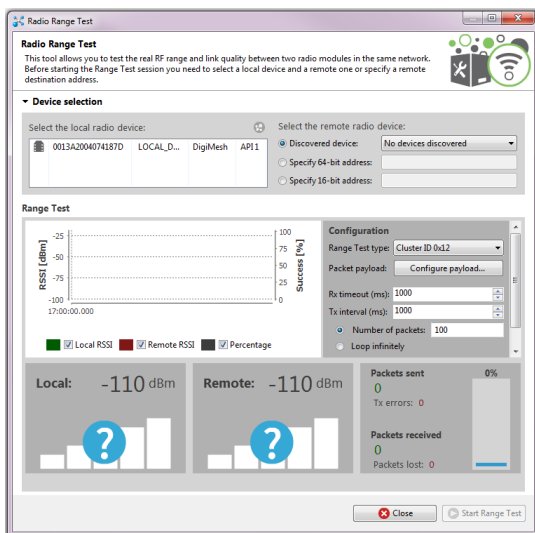 Radio Range Test
Radio Range Test
This tool allows you to test the real RF range and link quality between two radio modules in the same network.
Before starting the Range Test session you need to select a local device and a remote one or specify a remote
destination address.
Device selection
Select the local radio device:
0013A2004074187D LOCAL_D... DigiMesh API 1
Select the remote radio device:
Discovered device: No devices discovered
Specify 64-bit address:
Specify 16-bit address:
Range Test
RSSI [dBm]
-25
-50
-75
-100
17:00:00.000
100
75
50
25
0
Success [%]
Local RSSI Remote RSSI Percentage
Configuration
Range Test type: Cluster ID 0x12
Packet payload: Configure payload...
Rx timeout (ms): 1000
Tx interval (ms): 1000
Number of packets: 100
Loop infinitely
Local: -110 dBm
?
Remote: -110 dBm
?
Packets sent
0
Tx errors: 0
Packets received
0
Packets lost: 0
0%
Close
Start Range Test